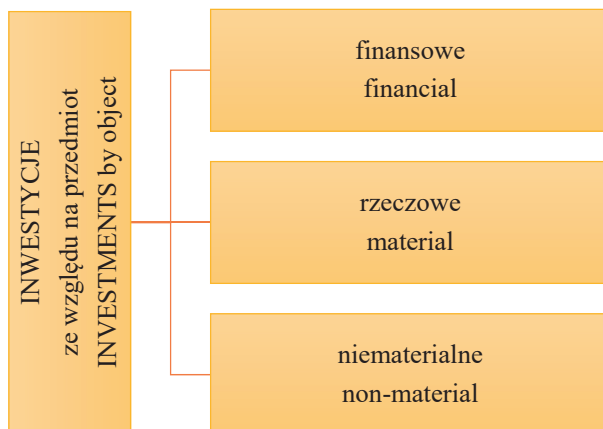 INWESTYCJE
ze względu na przedmiot
INVESTMENTS by object
finansowe
financial
rzeczowe
material
niematerialne
non-material